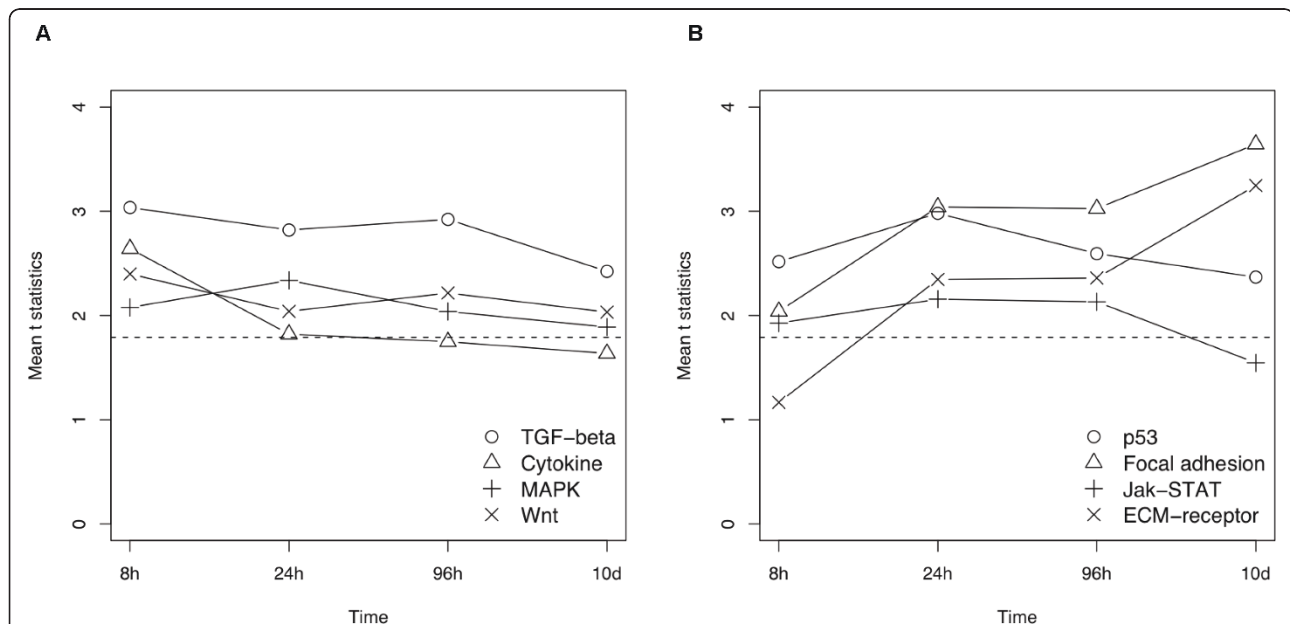 A
Mean t statistics
4
3
2
1
0
TGF−beta
Cytokine
MAPK
Wnt
8h 24h 96h 10d
Time
B
Mean t statistics
4
3
2
1
0
p53
Focal adhesion
Jak−STAT
ECM−receptor
8h 24h 96h 10d
Time